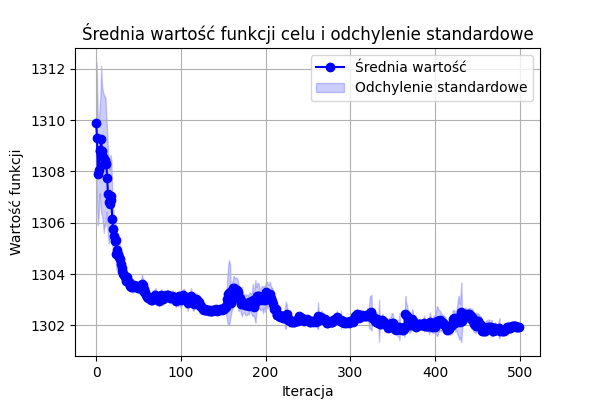 Średnia wartość funkcji celu i odchylenie standardowe
Średnia wartość
Odchylenie standardowe
Wartość funkcji
1312
1310
1308
1306
1304
1302
0 100 200 300 400 500
Iteracja